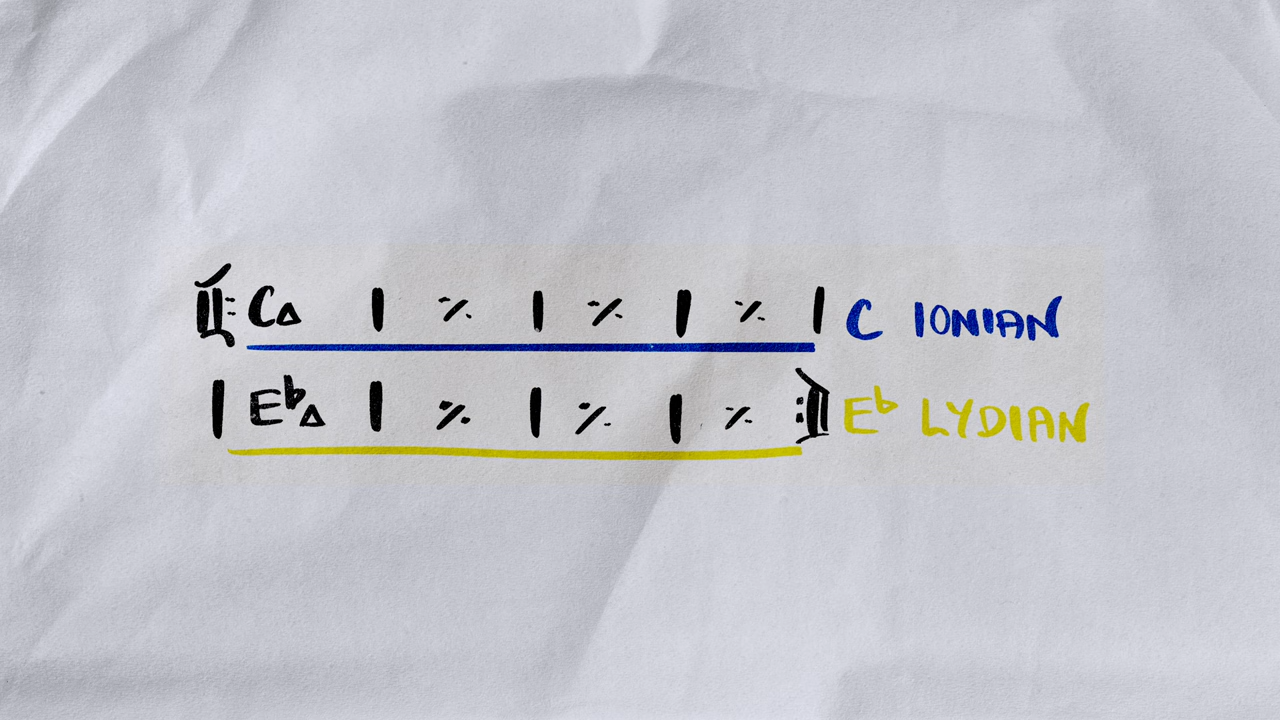 𝄆 C△ | % | % | % | C IONIAN
| E♭△ | % | % | % 𝄇 E♭ LYDIAN